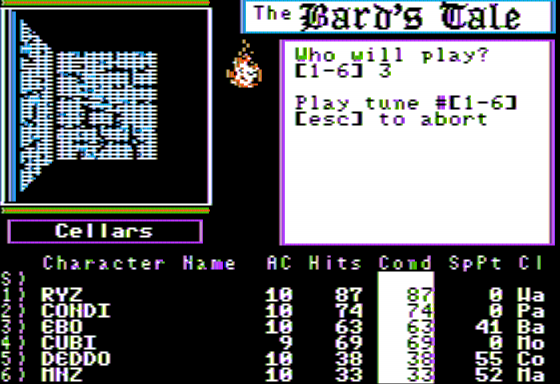 The Bard's Tale
Who will play?
[1-6] 3
Play tune #[1-6]
[esc] to abort
Cellars
Character Name AC Hits Cond SpPt Cl
S)
1) RYZ 10 87 87 0 Wa
2) CONDI 10 74 74 0 Pa
3) EBO 10 63 63 41 Ba
4) CUBI 9 69 69 0 Mo
5) DEDDO 10 38 38 55 Co
6) MNZ 10 33 33 52 Ma